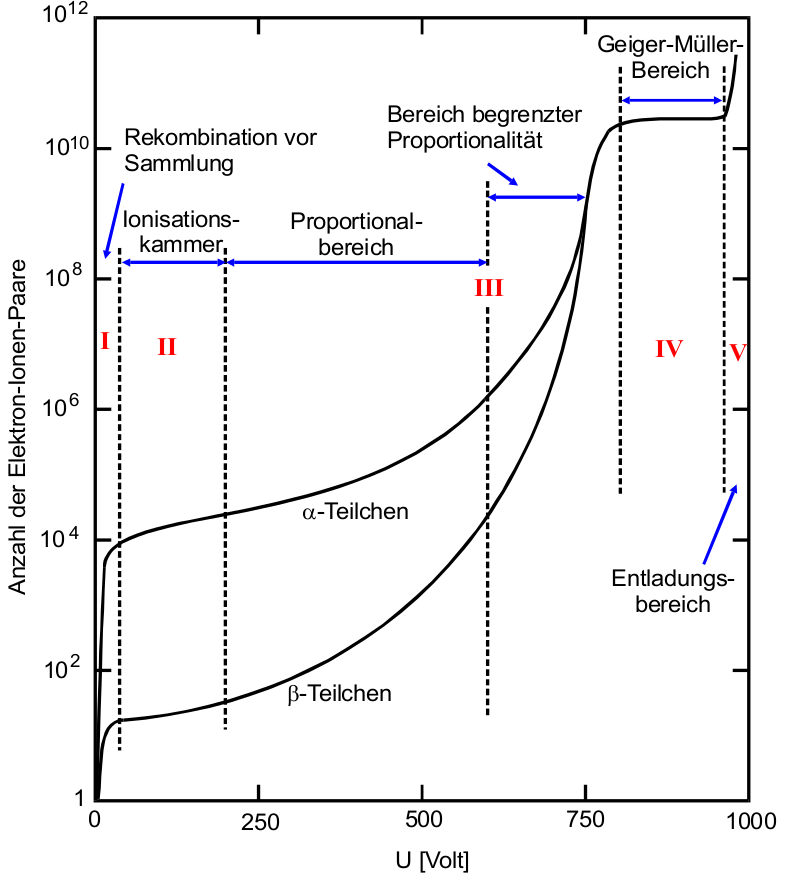 10¹²
Geiger-Müller-
Bereich
Bereich begrenzter
Proportionalität
10¹⁰
Rekombination vor
Sammlung
Ionisations-
kammer
Proportional-
bereich
10⁸
III
I
II
IV
V
10⁶
α-Teilchen
10⁴
Entladungs-
bereich
10²
β-Teilchen
1
0
250
500
750
1000
U [Volt]
Anzahl der Elektron-Ionen-Paare